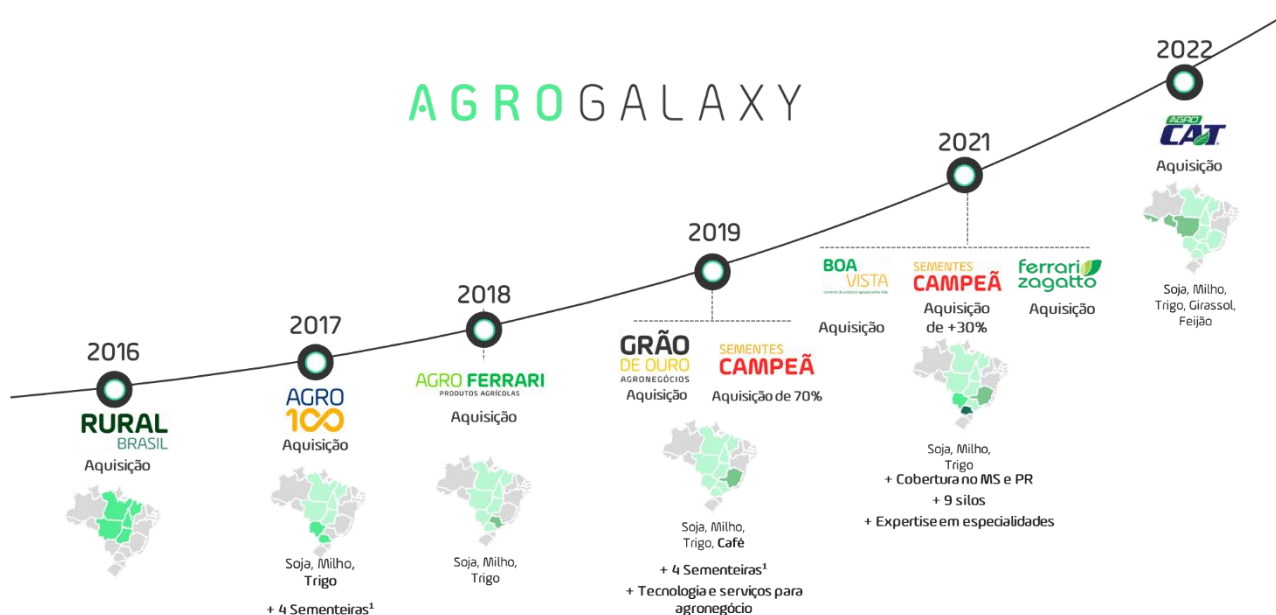 AGROGALAXY
2016
RURAL
BRASIL
Aquisição
2017
AGRO
100
Aquisição
Soja, Milho,
Trigo
+ 4 Sementeiras¹
2018
AGRO FERRARI
PRODUTOS AGRÍCOLAS
Aquisição
Soja, Milho,
Trigo
2019
GRÃO
DE OURO
AGRONEGÓCIOS
Aquisição
SEMENTES
CAMPEÃ
Aquisição de 70%
Soja, Milho,
Trigo, Café
+ 4 Sementeiras¹
+ Tecnologia e serviços para
agronegócio
2021
BOA
VISTA
Aquisição
SEMENTES
CAMPEÃ
Aquisição
de +30%
ferrari
zagatto
Aquisição
Soja, Milho,
Trigo
+ Cobertura no MS e PR
+ 9 silos
+ Expertise em especialidades
2022
AGRO
CAT
Aquisição
Soja, Milho,
Trigo, Girassol,
Feijão